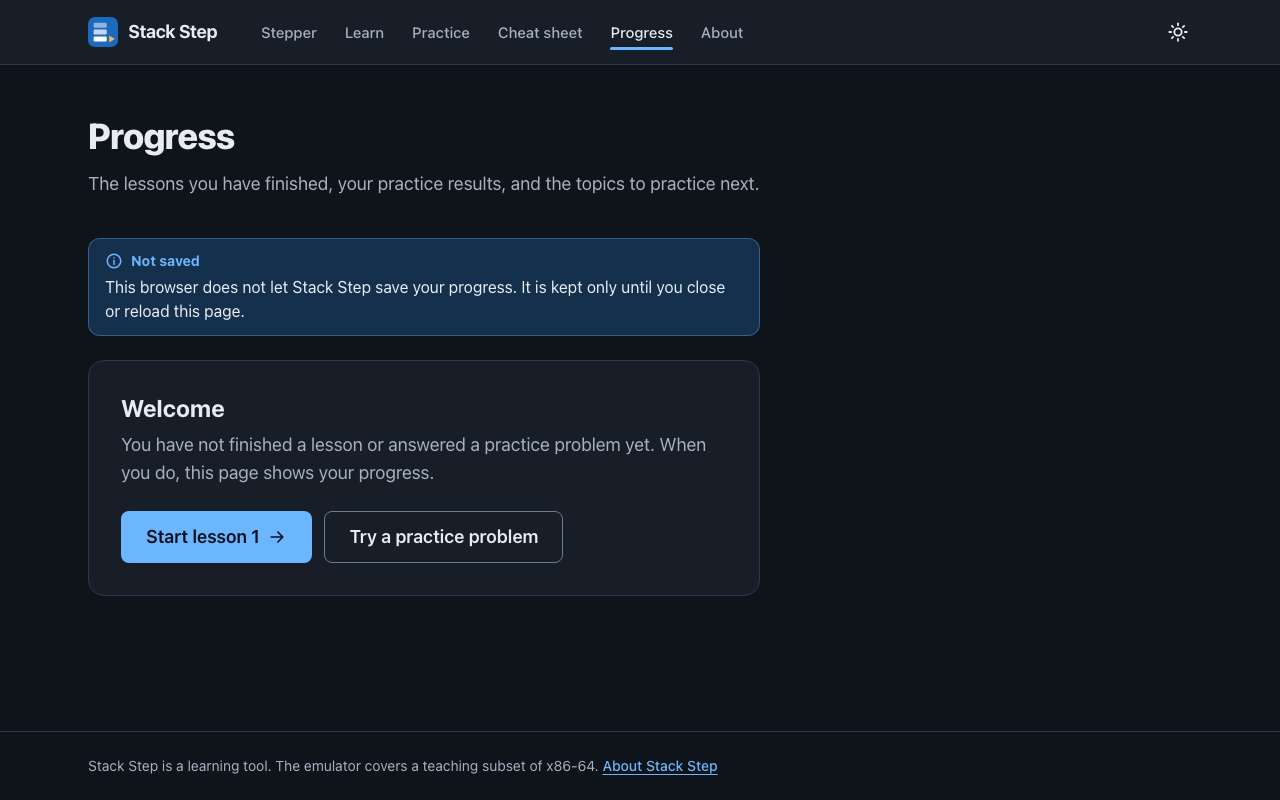 Stack Step
Stepper
Learn
Practice
Cheat sheet
Progress
About
Progress
The lessons you have finished, your practice results, and the topics to practice next.
Not saved
This browser does not let Stack Step save your progress. It is kept only until you close
or reload this page.
Welcome
You have not finished a lesson or answered a practice problem yet. When
you do, this page shows your progress.
Start lesson 1 →
Try a practice problem
Stack Step is a learning tool. The emulator covers a teaching subset of x86-64. About Stack Step